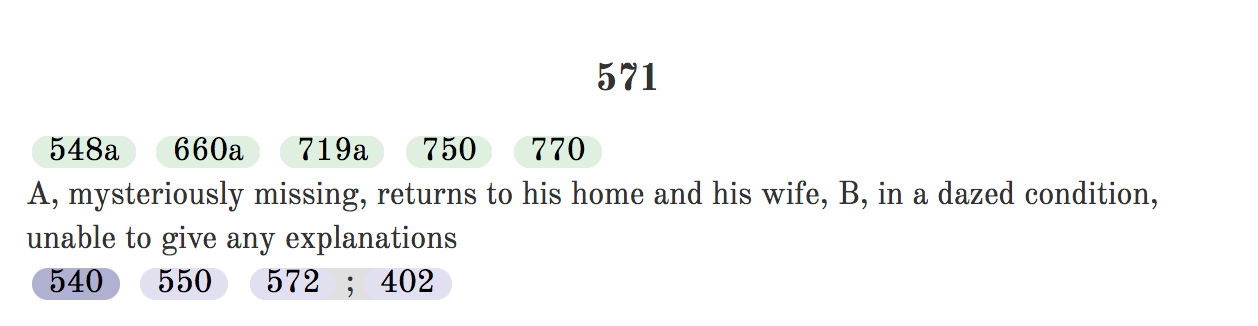 571
548a 660a 719a 750 770
A, mysteriously missing, returns to his home and his wife, B, in a dazed condition,
unable to give any explanations
540 550 572 ; 402